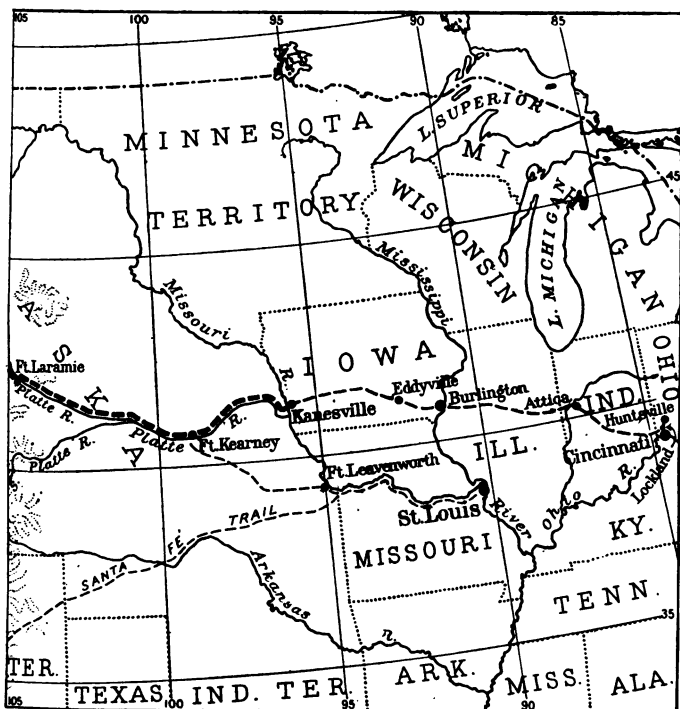 105
100
95
90
85
MINNESOTA
TERRITORY
L. SUPERIOR
MICHIGAN
WISCONSIN
L. MICHIGAN
45
Mississippi
Missouri
R.
ASKA
IOWA
OHIO
Ft. Laramie
Platte R.
Platte R.
Platte
R.
Ft. Kearney
Kanesville
Eddyville
Burlington
Attica
IND.
Huntsville
Cincinnati
Lockland
ILL.
Ft. Leavenworth
St. Louis
River
Ohio
R.
KY.
SANTA FÉ TRAIL
MISSOURI
Arkansas
R.
TENN.
35
TER.
TEXAS
IND. TER.
ARK.
MISS.
ALA.
105
100
95
90